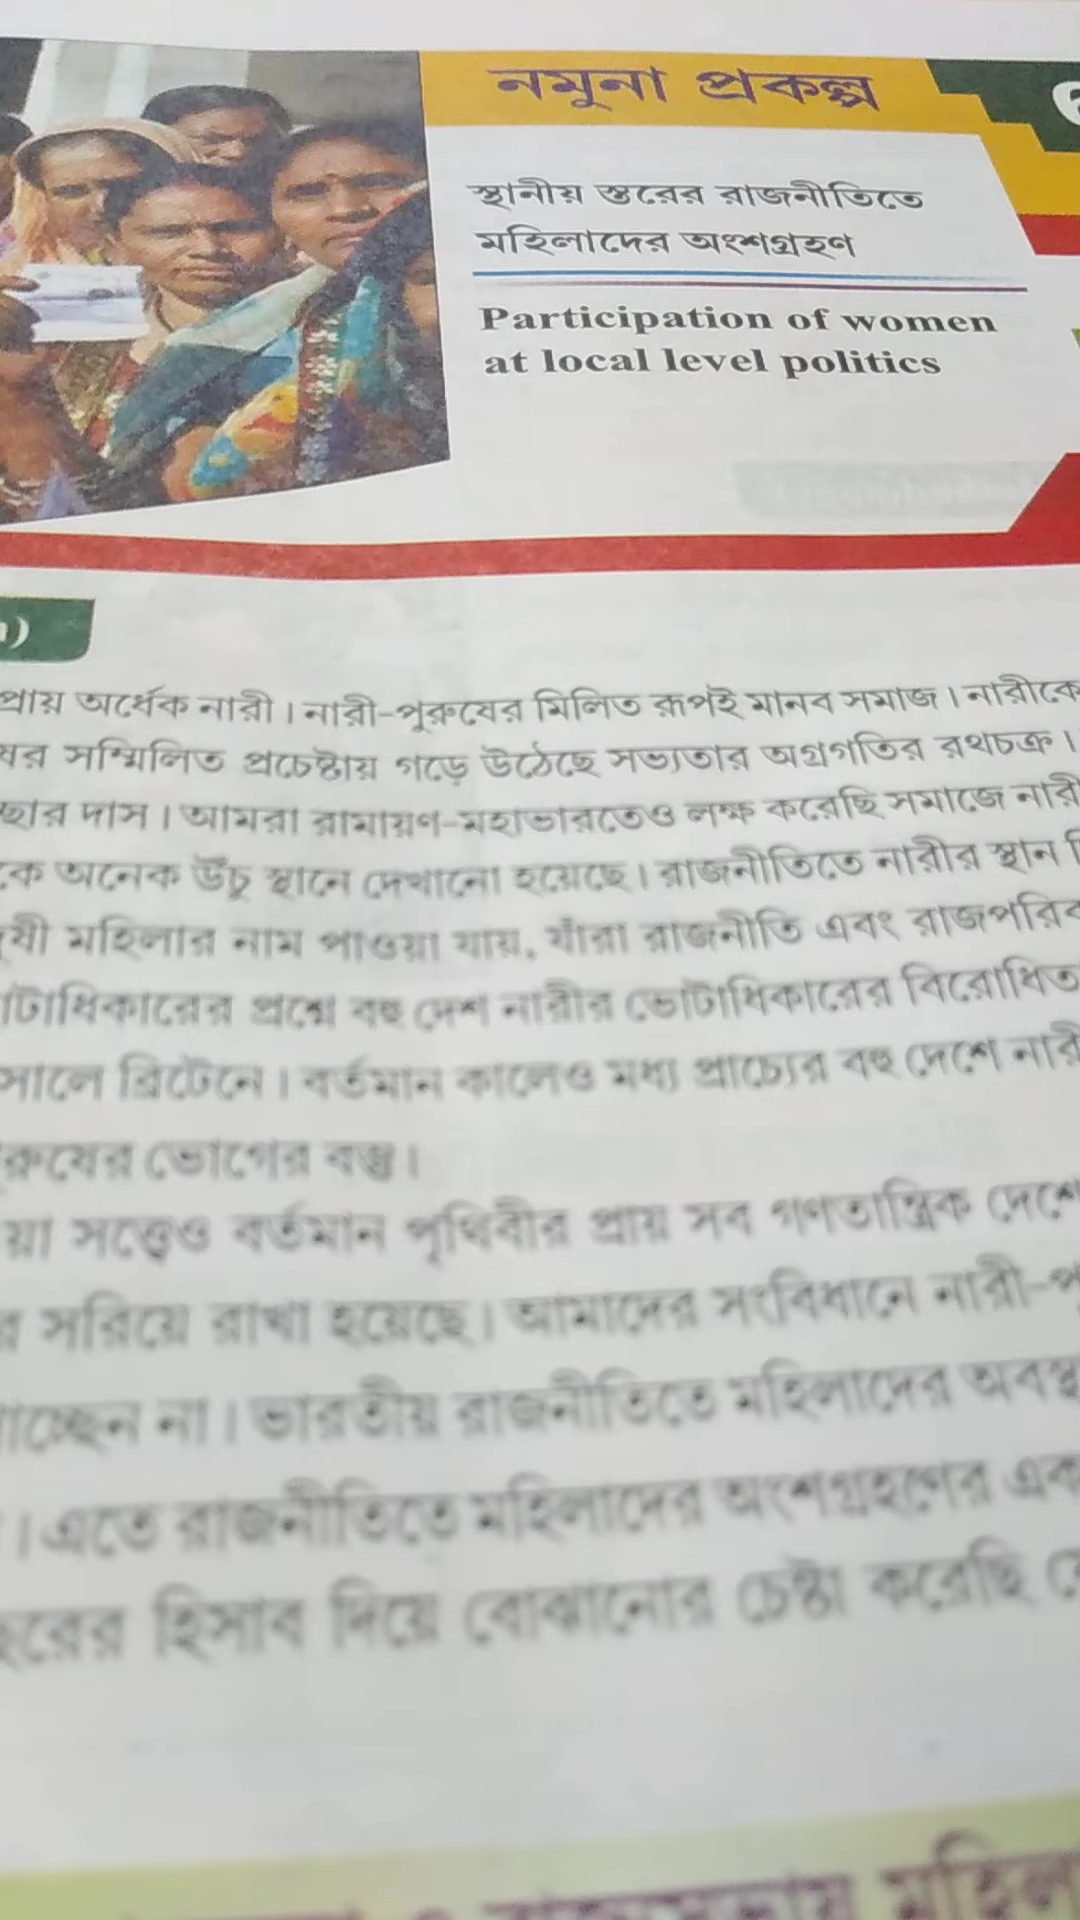 নমুনা প্রকল্প
স্থানীয় স্তরের রাজনীতিতে
মহিলাদের অংশগ্রহণ
Participation of women
at local level politics
প্রায় অর্ধেক নারী। নারী-পুরুষের মিলিত রূপই মানব সমাজ। নারীকে
সম্মিলিত প্রচেষ্টায় গড়ে উঠেছে সভ্যতার অগ্রগতির রথচক্র।
দাস। আমরা রামায়ণ-মহাভারতেও লক্ষ করেছি সমাজে নারী
অনেক উঁচু স্থানে দেখানো হয়েছে। রাজনীতিতে নারীর স্থান
মহিলার নাম পাওয়া যায়, যাঁরা রাজনীতি এবং
প্রশ্নে বহু দেশ নারীর ভোটাধিকারের
সালে ব্রিটেনে। বর্তমান কালেও মধ্য প্রাচ্যের বহু দেশে
ভোগের বস্তু।
সত্ত্বেও বর্তমান পৃথিবীর প্রায় সব গণতান্ত্রিক দেশে
সরিয়ে রাখা হয়েছে। আমাদের সংবিধানে
না। ভারতীয় রাজনীতিতে মহিলাদের
। এতে রাজনীতিতে মহিলাদের অংশগ্রহণের
হিসাব দিয়ে বোঝানোর চেষ্টা করেছি